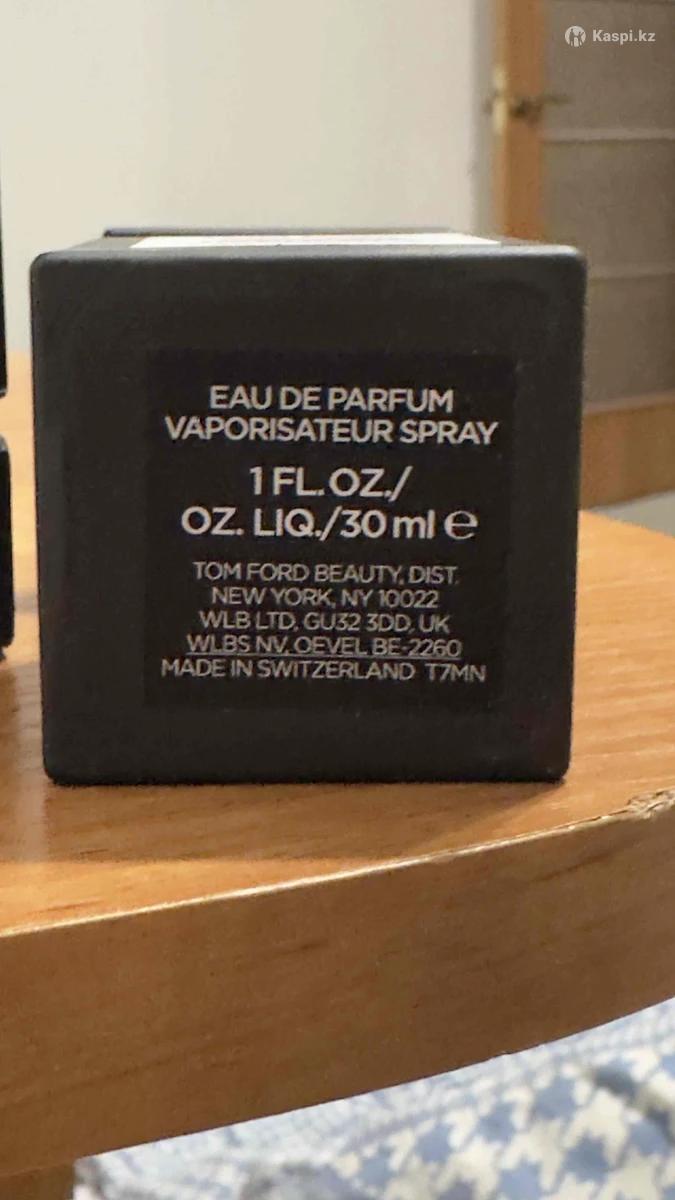 Kaspi.kz
EAU DE PARFUM
VAPORISATEUR SPRAY
1 FL. OZ./
OZ. LIQ./30 ml ℮
TOM FORD BEAUTY, DIST.
NEW YORK, NY 10022
WLB LTD, GU32 3DD, UK
WLBS NV, OEVEL BE-2260
MADE IN SWITZERLAND T7MN